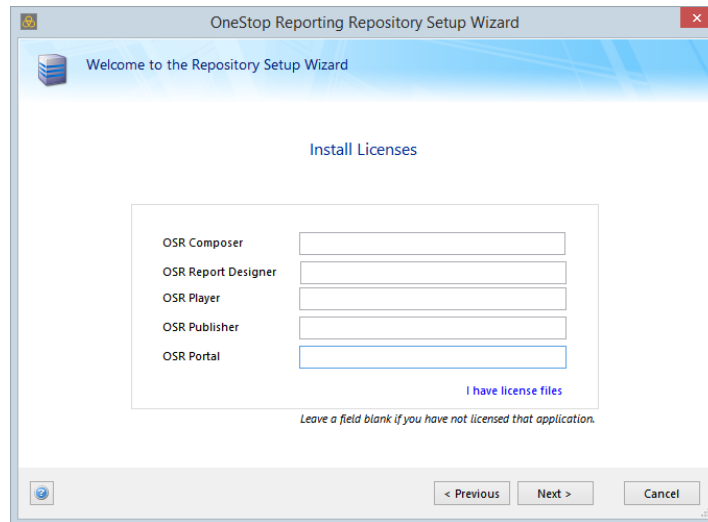 OneStop Reporting Repository Setup Wizard
Welcome to the Repository Setup Wizard
Install Licenses
OSR Composer
OSR Report Designer
OSR Player
OSR Publisher
OSR Portal
I have license files
Leave a field blank if you have not licensed that application.
< Previous Next > Cancel